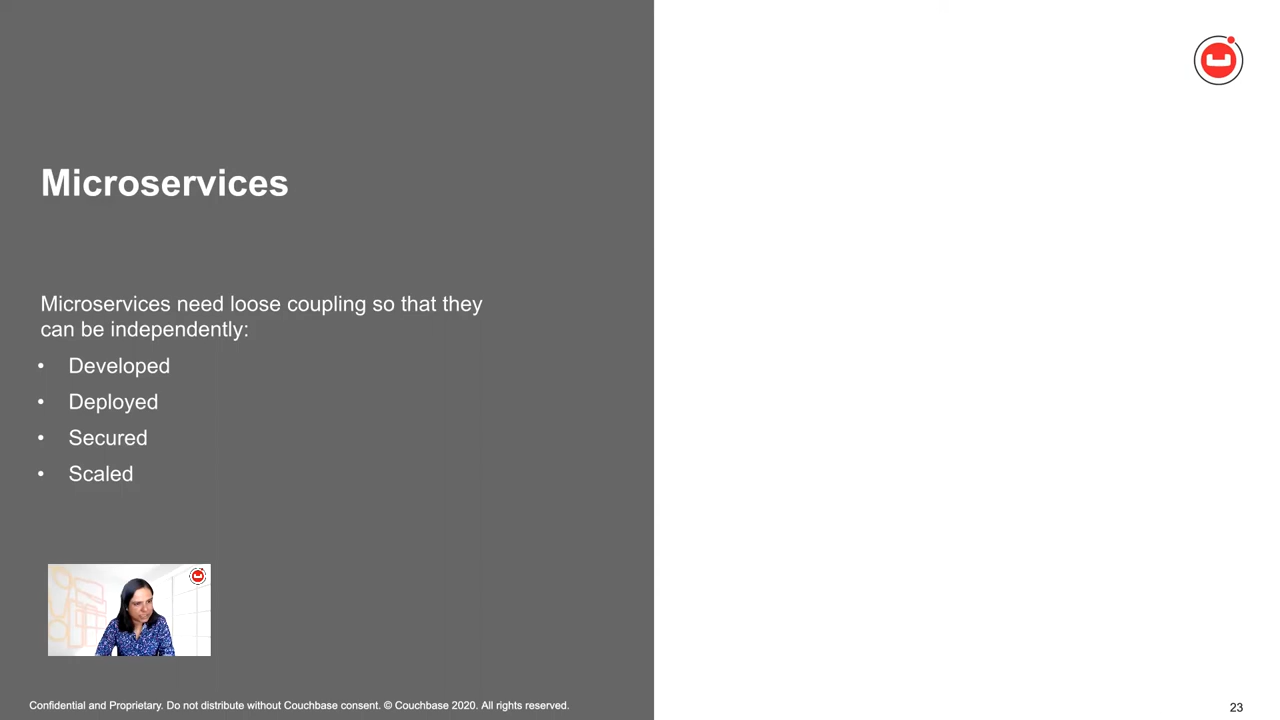 Microservices
Microservices need loose coupling so that they
can be independently:
• Developed
• Deployed
• Secured
• Scaled
Confidential and Proprietary. Do not distribute without Couchbase consent. © Couchbase 2020. All rights reserved.
23